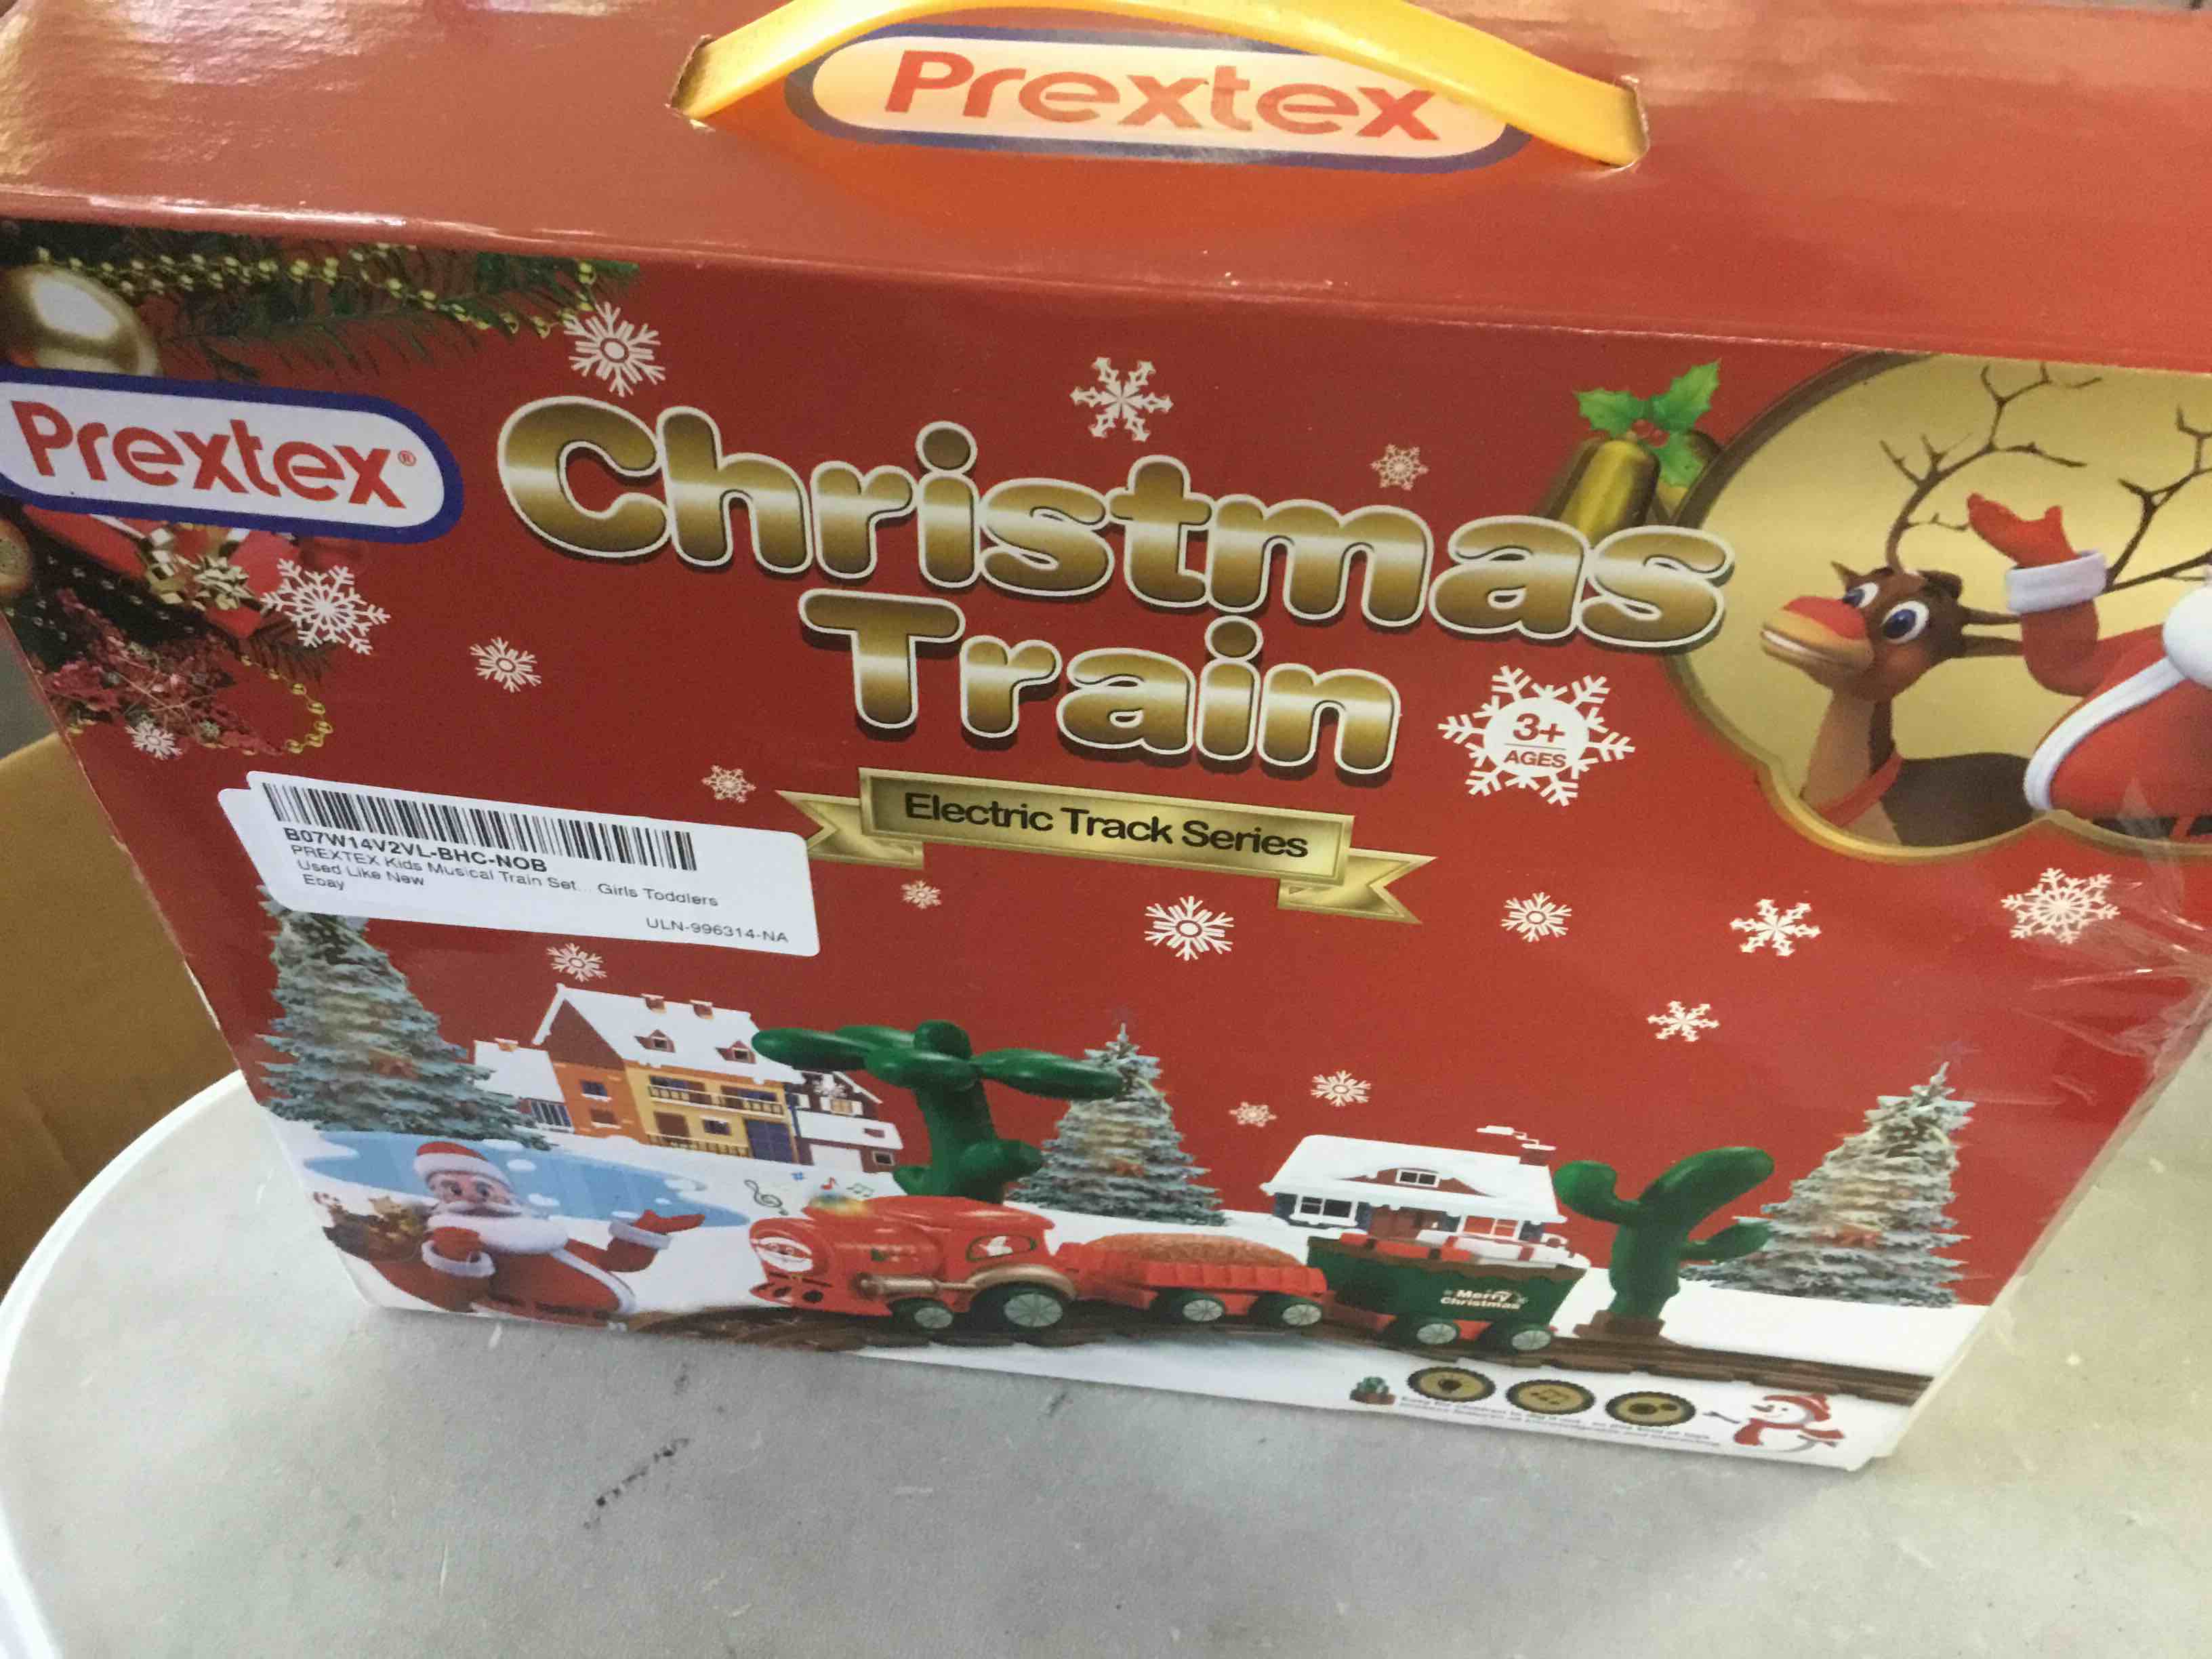 Prextex
Prextex®
Christmas
Train
3+
AGES
Electric Track Series
B07W14V2VL-BHC-NOB
PREXTEX Kids Musical Train Set... Girls Toddlers
Used Like New
Ebay
ULN-996314-NA
Merry
Christmas